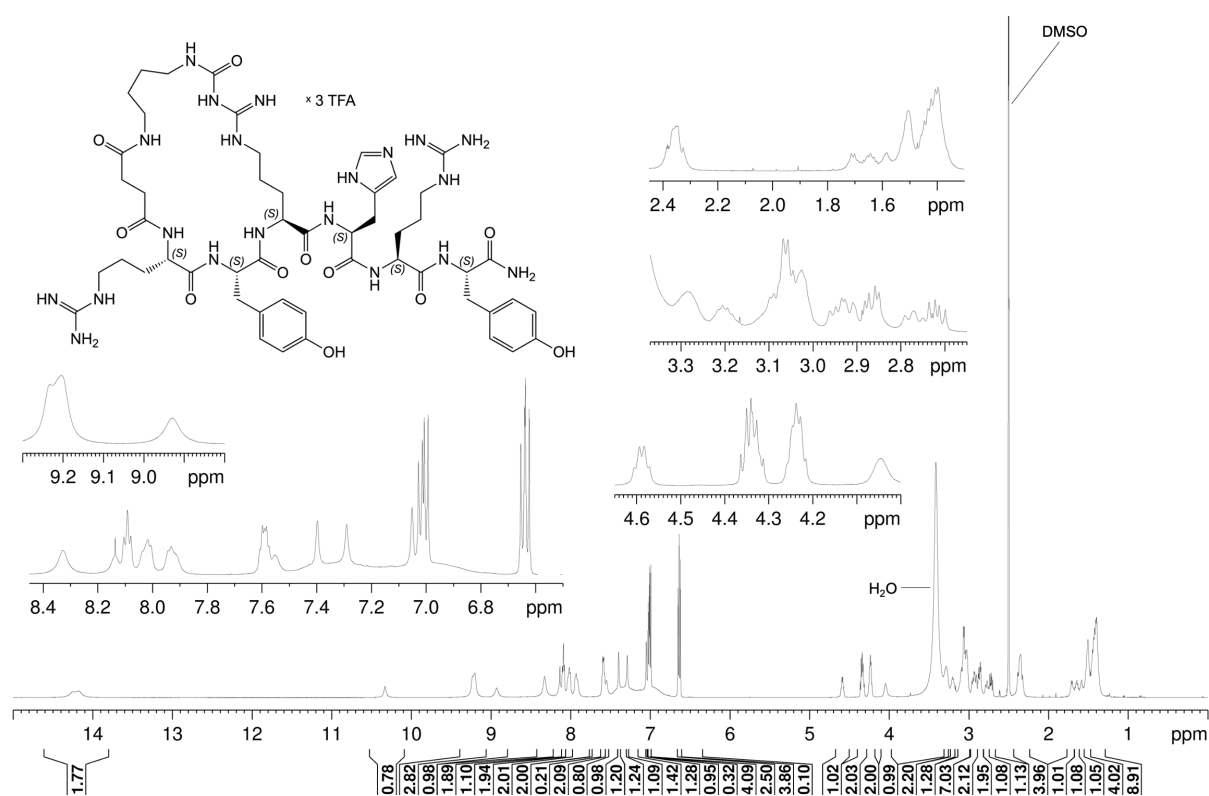 H
N
O
HN
NH
x 3 TFA
HN
O
NH
N
HN
HN
NH2
NH
(S)
H
N
O
NH
(S)
HN
O
H
N
(S)
O
(S)
O
N
H
(S)
O
H
N
(S)
O
NH2
H
N
O
O
HN
N
H
NH2
OH
OH
DMSO
2.4 2.2 2.0 1.8 1.6 ppm
3.3 3.2 3.1 3.0 2.9 2.8 ppm
9.2 9.1 9.0 ppm
4.6 4.5 4.4 4.3 4.2 ppm
8.4 8.2 8.0 7.8 7.6 7.4 7.2 7.0 6.8 ppm
H2O
14 13 12 11 10 9 8 7 6 5 4 3 2 1 ppm
1.77 0.78 2.82 0.98 1.89 1.10 1.94 2.01 2.00 0.21 2.09 0.80 0.98 1.20 1.24 1.09 1.42 1.28 0.95 0.32 4.09 2.50 3.86 0.10 1.02 2.03 2.00 0.99 2.20 1.28 7.03 2.12 1.95 1.08 1.13 3.96 1.01 1.08 1.05 4.02 8.91